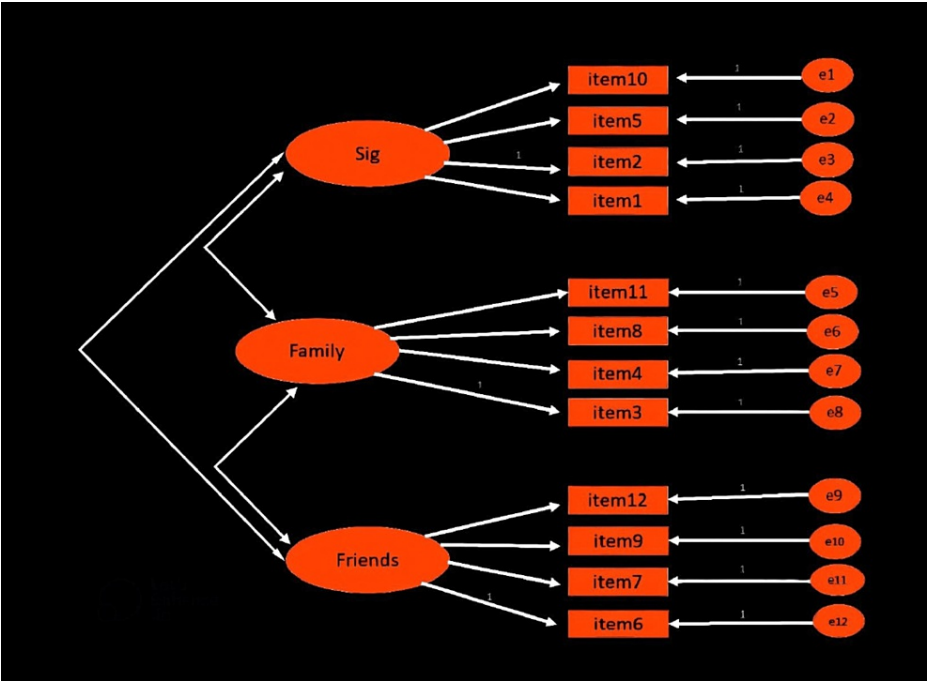 item10
1
e1
item5
1
e2
Sig
1
item2
1
e3
item1
1
e4
item11
1
e5
item8
1
e6
Family
item4
1
e7
1
item3
1
e8
item12
1
e9
item9
1
e10
Friends
item7
1
e11
1
item6
1
e12